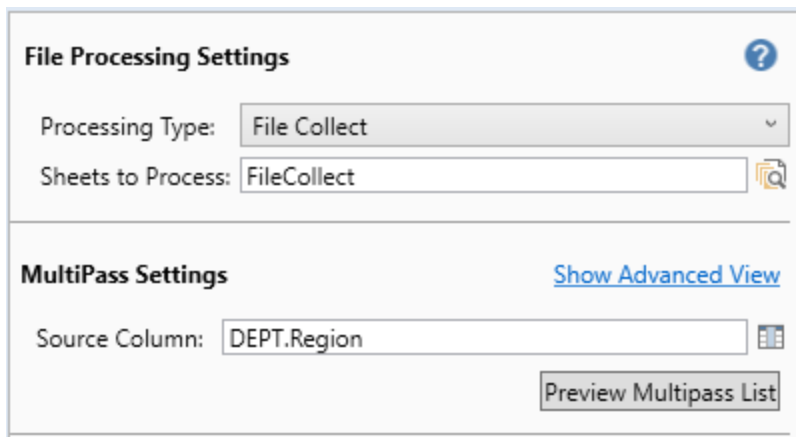 File Processing Settings ?
Processing Type: File Collect
Sheets to Process: FileCollect
MultiPass Settings Show Advanced View
Source Column: DEPT.Region
Preview Multipass List